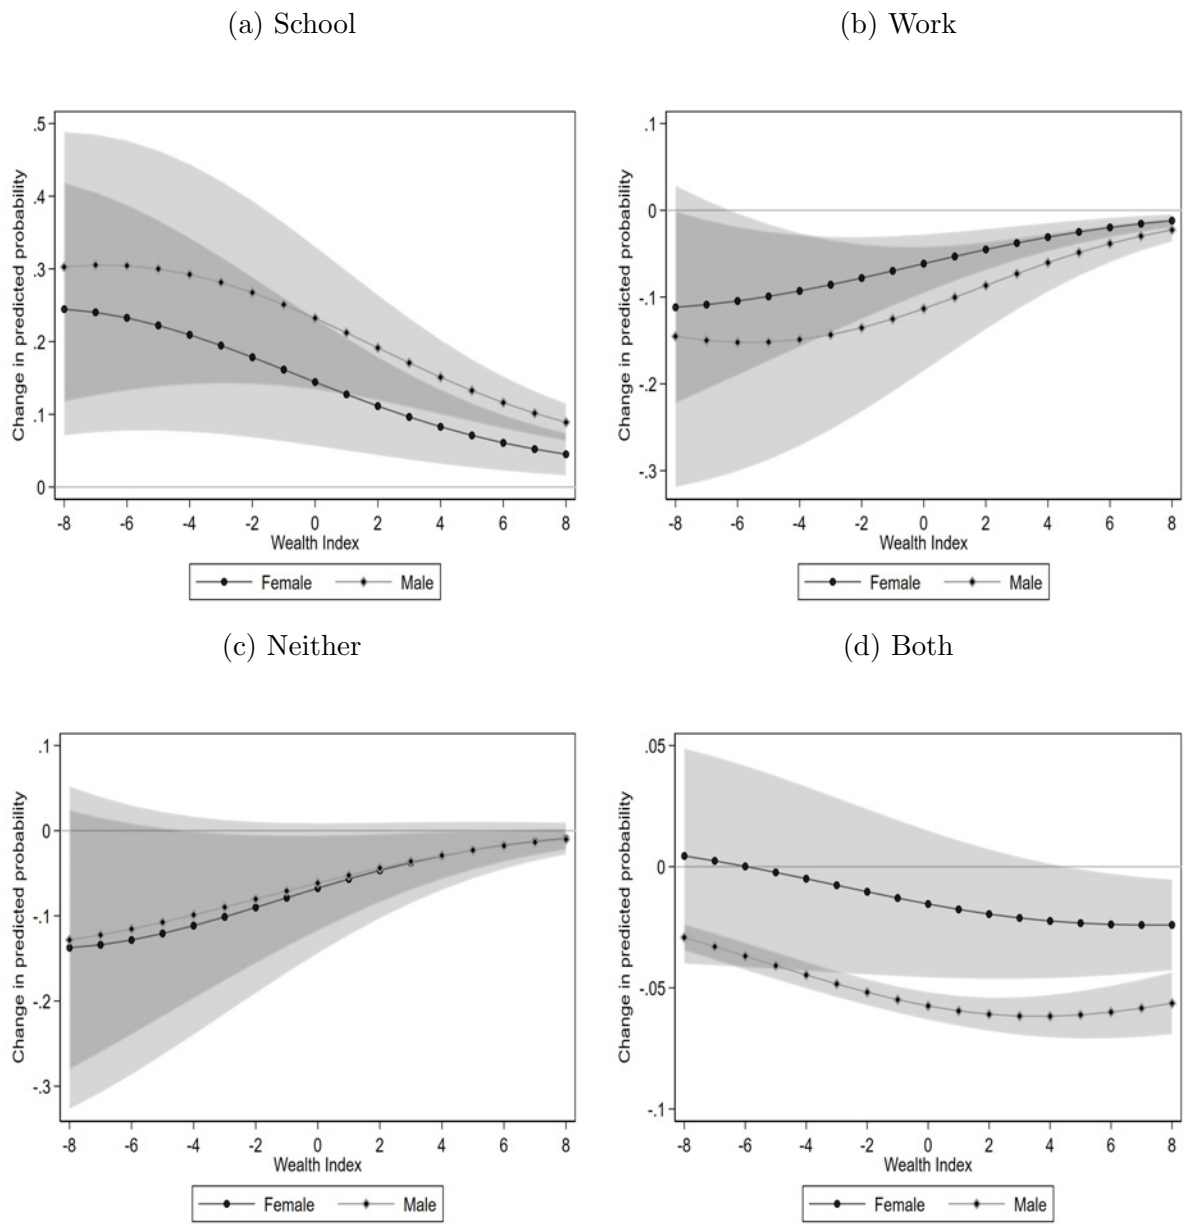 (a) School
Change in predicted probability
.5
.4
.3
.2
.1
0
-8 -6 -4 -2 0 2 4 6 8
Wealth Index
Female Male
(b) Work
Change in predicted probability
.1
0
-.1
-.2
-.3
-8 -6 -4 -2 0 2 4 6 8
Wealth Index
Female Male
(c) Neither
Change in predicted probability
.1
0
-.1
-.2
-.3
-8 -6 -4 -2 0 2 4 6 8
Wealth Index
Female Male
(d) Both
Change in predicted probability
.05
0
-.05
-.1
-8 -6 -4 -2 0 2 4 6 8
Wealth Index
Female Male